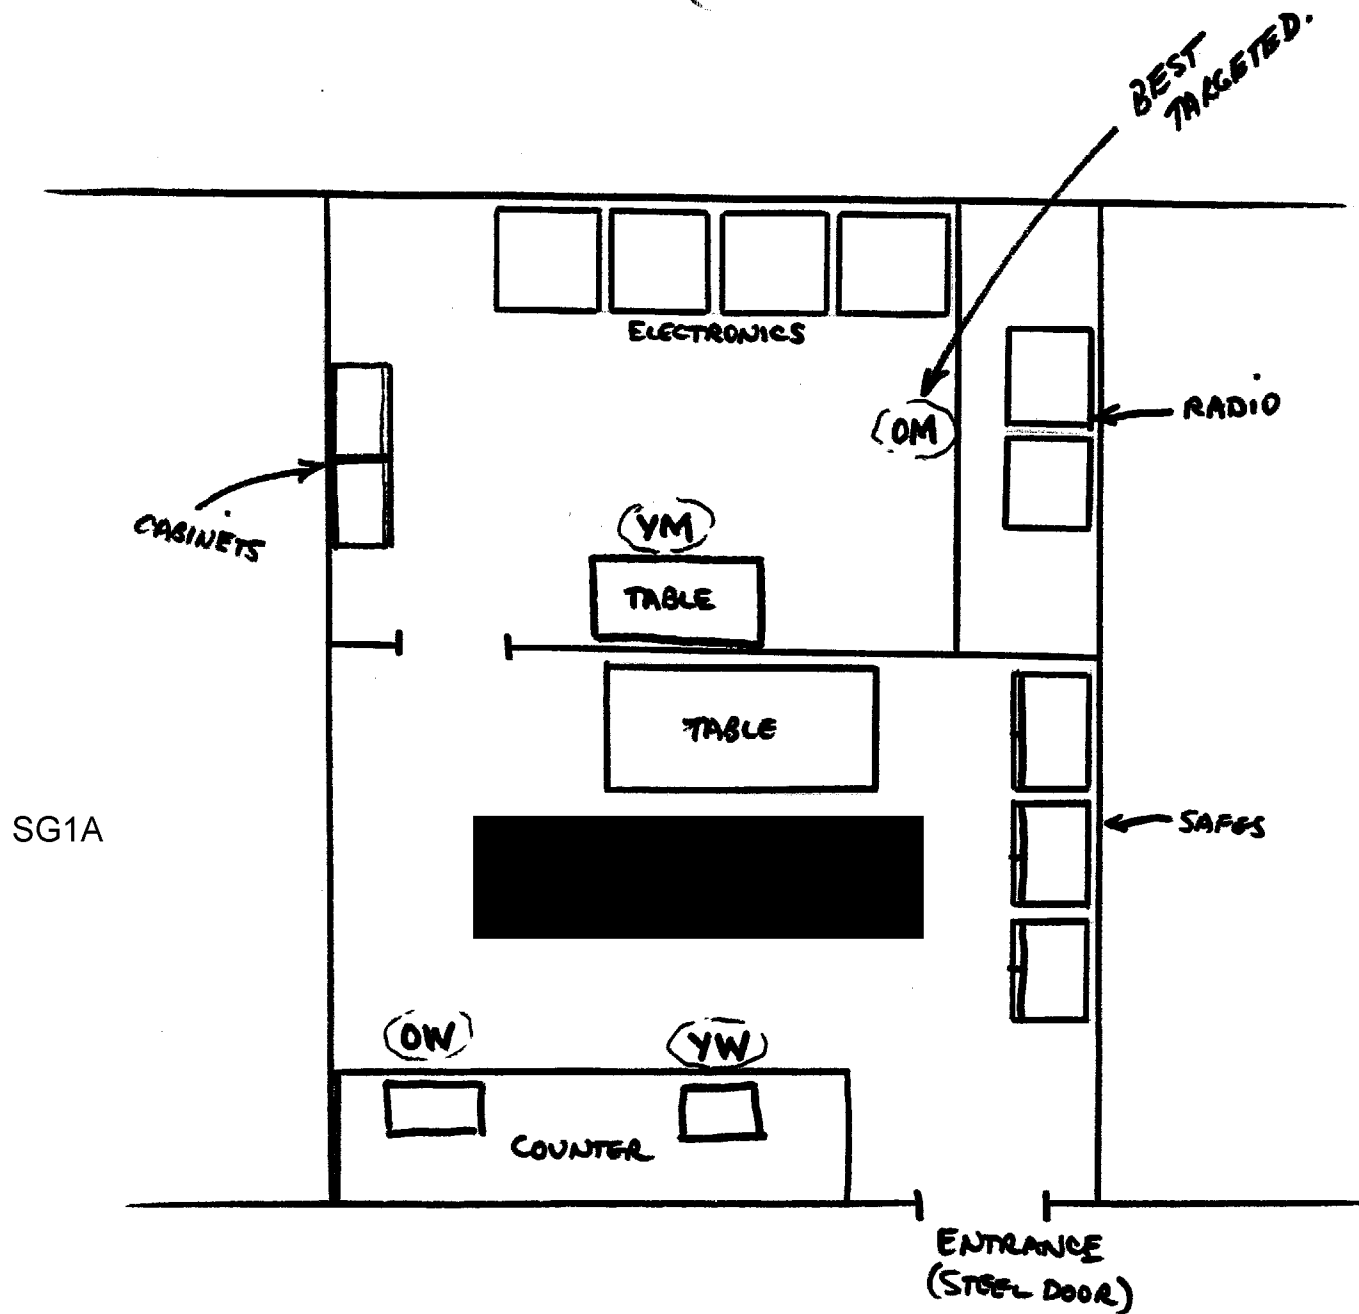 BEST
TARGETED.
ELECTRONICS
OM
RADIO
YM
CABINETS
TABLE
TABLE
SG1A
SAFES
OW
YW
COUNTER
ENTRANCE
(STEEL DOOR)